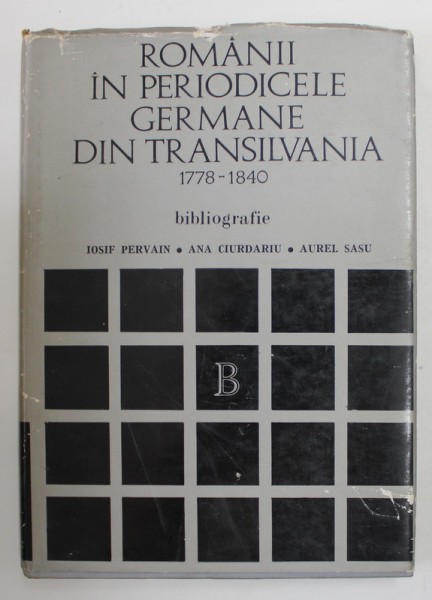 ROMÂNII
ÎN PERIODICELE
GERMANE
DIN TRANSILVANIA
1778-1840
bibliografie
IOSIF PERVAIN • ANA CIURDARIU • AUREL SASU
B